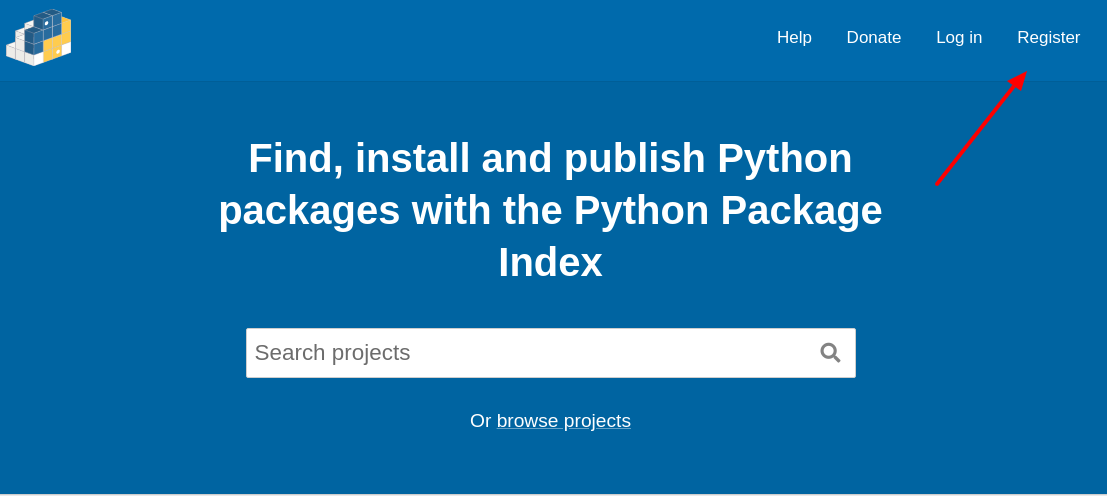 Help Donate Log in Register
Find, install and publish Python
packages with the Python Package
Index
Search projects
Or browse projects